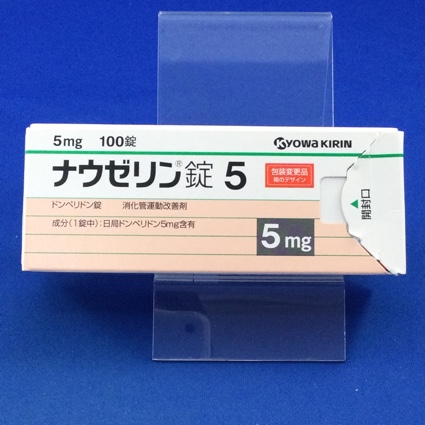 5mg 100錠
KYOWA KIRIN
ナウゼリン®錠 5
包装変更品
箱のデザイン
ドンペリドン錠 消化管運動改善剤
成分(1錠中):日局ドンペリドン5mg含有
5 mg
開封口